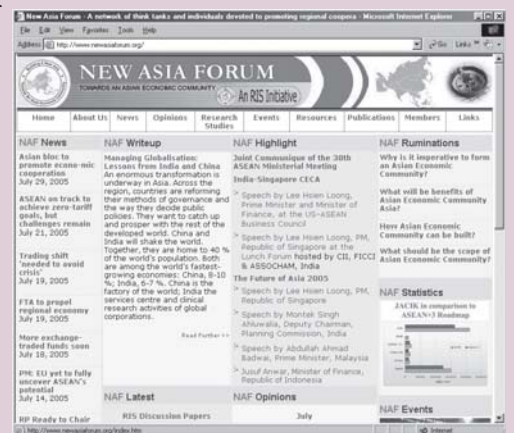 New Asia Forum - A network of think tanks and individuals devoted to promoting regional coopera - Microsoft Internet Explorer
File Edit View Favorites Tools Help
Address http://www.newasiaforum.org/ Go Links
NEW ASIA FORUM
TOWARDS AN ASIAN ECONOMIC COMMUNITY
An RIS Initiative
Home About Us News Opinions Research Studies Events Resources Publications Members Links
NAF News
Asian bloc to
promote econo-mic
cooperation
July 29, 2005
ASEAN on track to
achieve zero-tariff
goals, but
challenges remain
July 21, 2005
Trading shift
'needed to avoid
crisis'
July 19, 2005
FTA to propel
regional economy
July 19, 2005
More exchange-
traded funds soon
July 18, 2005
PM: EU yet to fully
uncover ASEAN's
potential
July 14, 2005
RP Ready to Chair
NAF Writeup
Managing Globalisation:
Lessons from India and China
An enormous transformation is
underway in Asia. Across the
region, countries are reforming
their methods of governance and
the way they decide public
policies. They want to catch up
and prosper with the rest of the
developed world. China and
India will shake the world.
Together, they are home to 40 %
of the world's population. Both
are among the world's fastest-
growing economies: China, 8-10
%; India, 6-7 %. China is the
factory of the world; India the
services centre and clinical
research activities of global
corporations.
Read Further >>
NAF Latest
RIS Discussion Papers
NAF Highlight
Joint Communique of the 38th
ASEAN Ministerial Meeting
India-Singapore CECA
> Speech by Lee Hsien Loong,
Prime Minister and Minister of
Finance, at the US-ASEAN
Business Council
> Speech by Lee Hsien Loong, PM,
Republic of Singapore at the
Lunch Forum hosted by CII, FICCI
& ASSOCHAM, India
The Future of Asia 2005
> Speech by Lee Hsien Loong, PM,
Republic of Singapore
> Speech by Montek Singh
Ahluwalia, Deputy Chairman,
Planning Commission, India
> Speech by Abdullah Ahmad
Badwai, Prime Minister, Malaysia
> Jusuf Anwar, Minister of Finance,
Republic of Indonesia
NAF Opinions
July
NAF Ruminations
Why is it imperative to form
an Asian Economic
Community?
What will be benefits of
Asian Economic Community
Asia?
How Asian Economic
Community can be built?
What should be the scope of
Asian Economic Community?
NAF Statistics
JACIK in comparison to
ASEAN+3 Roadmap
NAF Events
http://www.newasiaforum.org/index.htm Internet